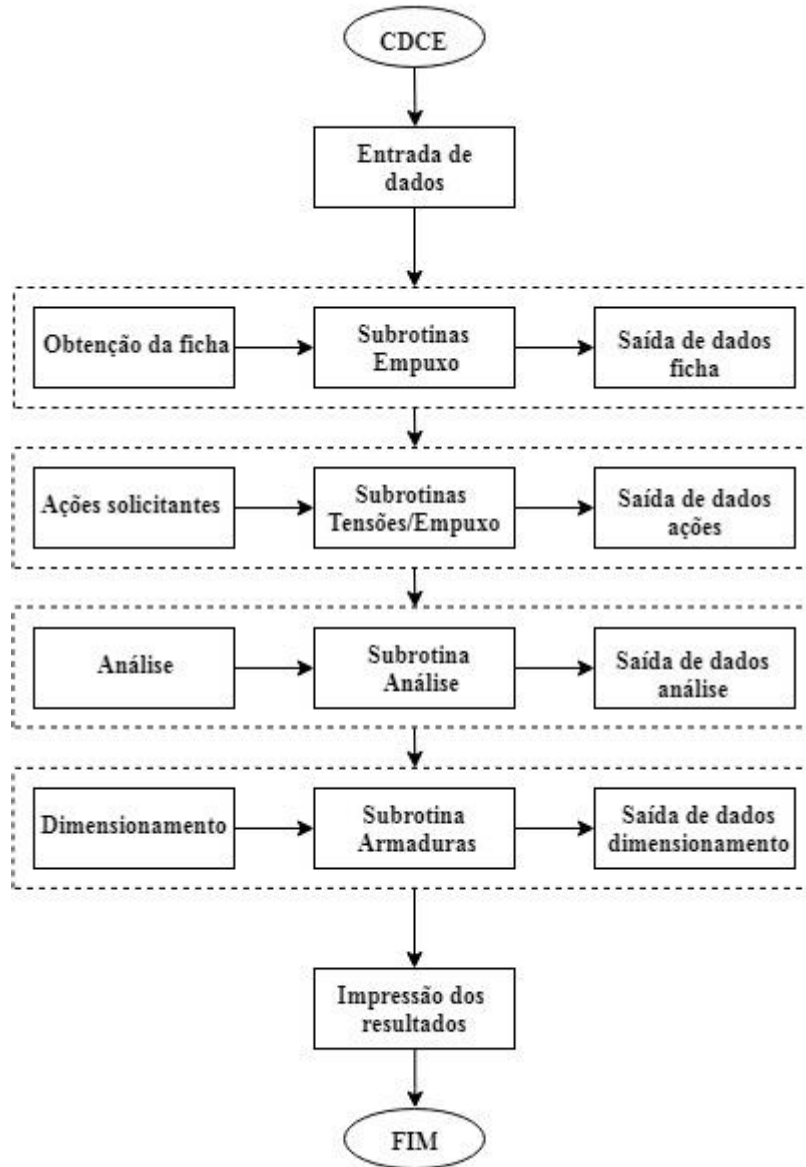 CDCE
Entrada de
dados
Obtenção da ficha
Subrotinas
Empuxo
Saída de dados
ficha
Ações solicitantes
Subrotinas
Tensões/Empuxo
Saída de dados
ações
Análise
Subrotina
Análise
Saída de dados
análise
Dimensionamento
Subrotina
Armaduras
Saída de dados
dimensionamento
Impressão dos
resultados
FIM